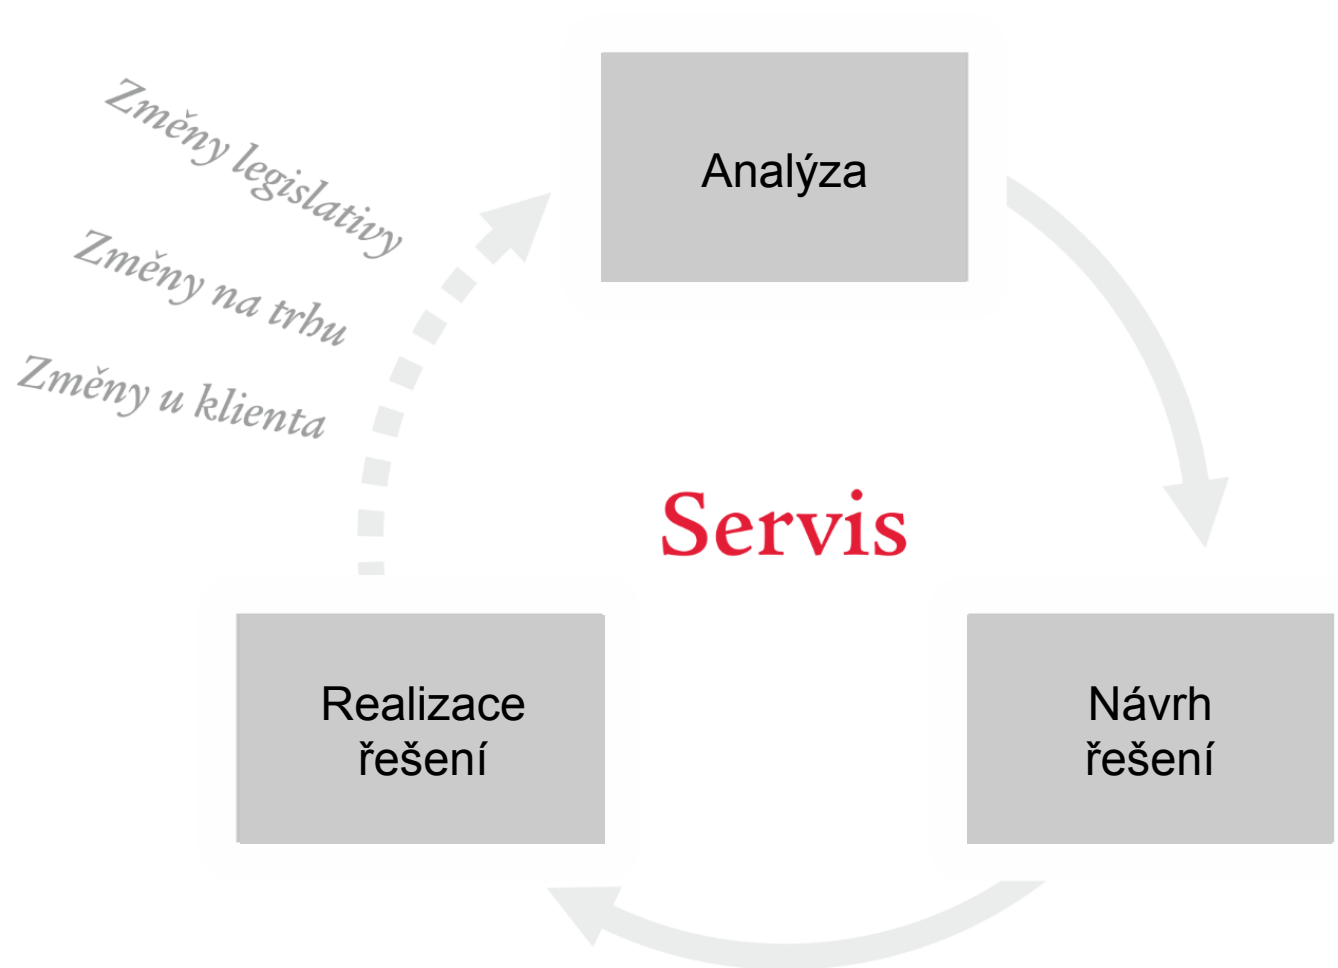 Změny legislativy
Analýza
Změny na trhu
Změny u klienta
Servis
Realizace
řešení
Návrh
řešení